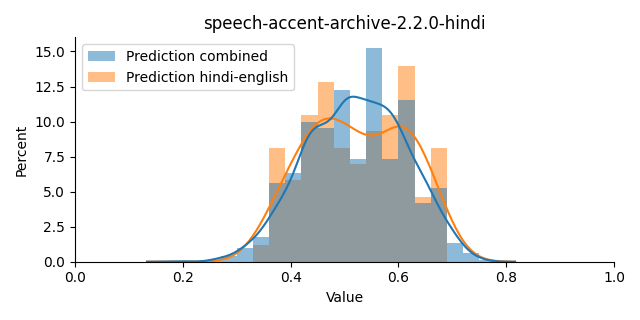 speech-accent-archive-2.2.0-hindi
Prediction combined
Prediction hindi-english
Percent
15.0
12.5
10.0
7.5
5.0
2.5
0.0
0.0 0.2 0.4 0.6 0.8 1.0
Value